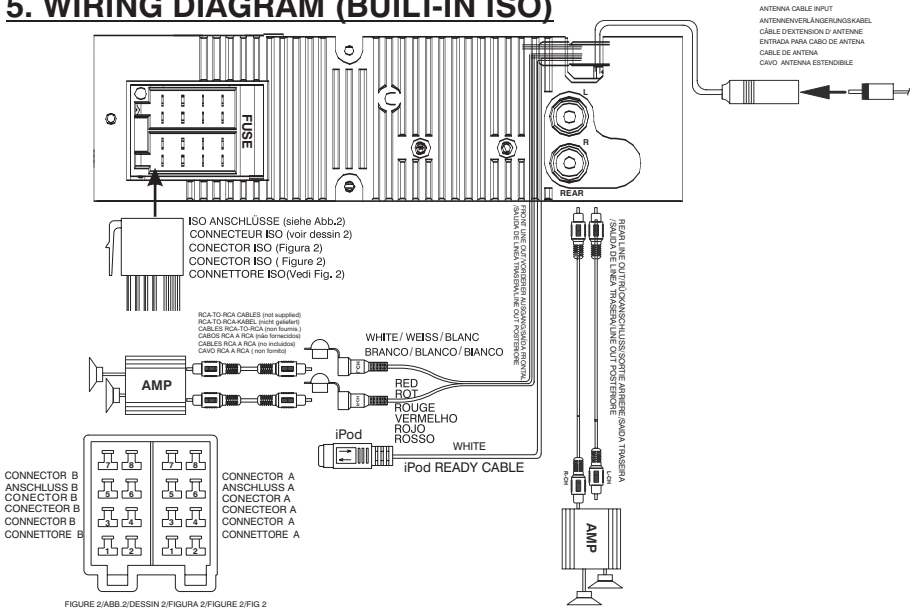 5. WIRING DIAGRAM (BUILT-IN ISO)
ANTENNA CABLE INPUT
ANTENNENVERLÄNGERUNGSKABEL
CÂBLE D'EXTENSION D' ANTENNE
ENTRADA PARA CABO DE ANTENA
CABLE DE ANTENA
CAVO ANTENNA ESTENDIBILE
FUSE
L
R
REAR
ISO ANSCHLÜSSE (siehe Abb.2)
CONNECTEUR ISO (voir dessin 2)
CONECTOR ISO (Figura 2)
CONECTOR ISO ( Figure 2)
CONNETTORE ISO(Vedi Fig. 2)
FRONT LINE OUT/VORDERER AUSGANG/SAÍDA FRONTAL
/SALIDA DE LINEA TRASERA/LINE OUT POSTERIORE
REAR LINE OUT/RÜCKANSCHLUSS/SORTIE ARRIERE/SAIDA TRASEIRA
/SALIDA DE LINEA TRASERA/LINE OUT POSTERIORE
RCA-TO-RCA CABLES (not supplied)
RCA-TO-RCA-KABEL (nicht geliefert)
CABLES RCA-TO-RCA (non fournis.)
CABOS RCA A RCA (não fornecidos)
CABLES RCA A RCA (no incluidos)
CAVO RCA A RCA ( non fornito)
WHITE/ WEISS/ BLANC
BRANCO/ BLANCO/ BIANCO
AMP
RED
ROT
ROUGE
VERMELHO
ROJO
ROSSO
iPod
WHITE
iPod READY CABLE
R-CH
L-CH
AMP
CONNECTOR B
ANSCHLUSS B
CONECTOR B
CONECTEOR B
CONNECTOR B
CONNETTORE B
7 8 7 8
5 6 5 6
3 4 3 4
1 2 1 2
CONNECTOR A
ANSCHLUSS A
CONECTOR A
CONECTEOR A
CONNECTOR A
CONNETTORE A
FIGURE 2/ABB.2/DESSIN 2/FIGURA 2/FIGURE 2/FIG 2